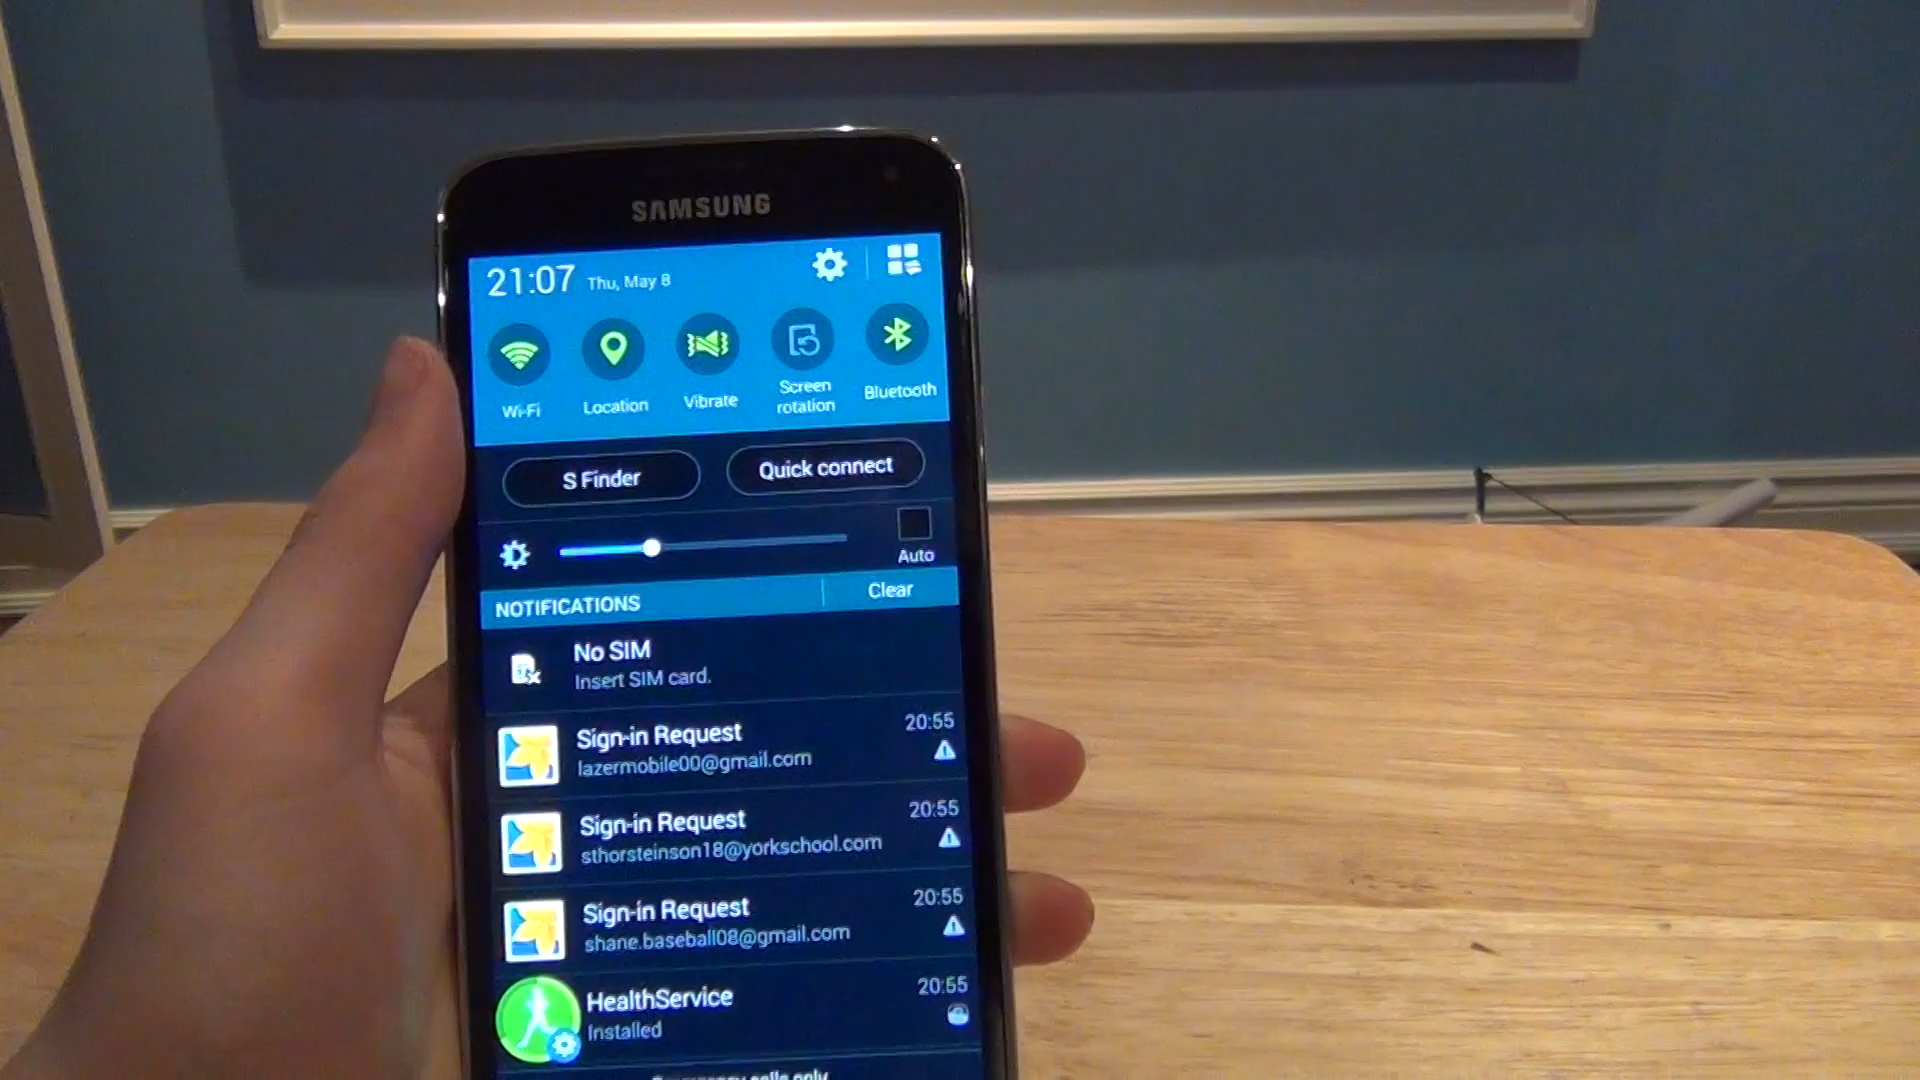 SAMSUNG
21:07 Thu, May 8
Wi-Fi Location Vibrate Screen rotation Bluetooth
S Finder Quick connect
Auto
NOTIFICATIONS Clear
No SIM
Insert SIM card.
Sign-in Request 20:55
lazermobile00@gmail.com
Sign-in Request 20:55
sthorsteinson18@yorkschool.com
Sign-in Request 20:55
shane.baseball08@gmail.com
HealthService 20:55
Installed
calls only